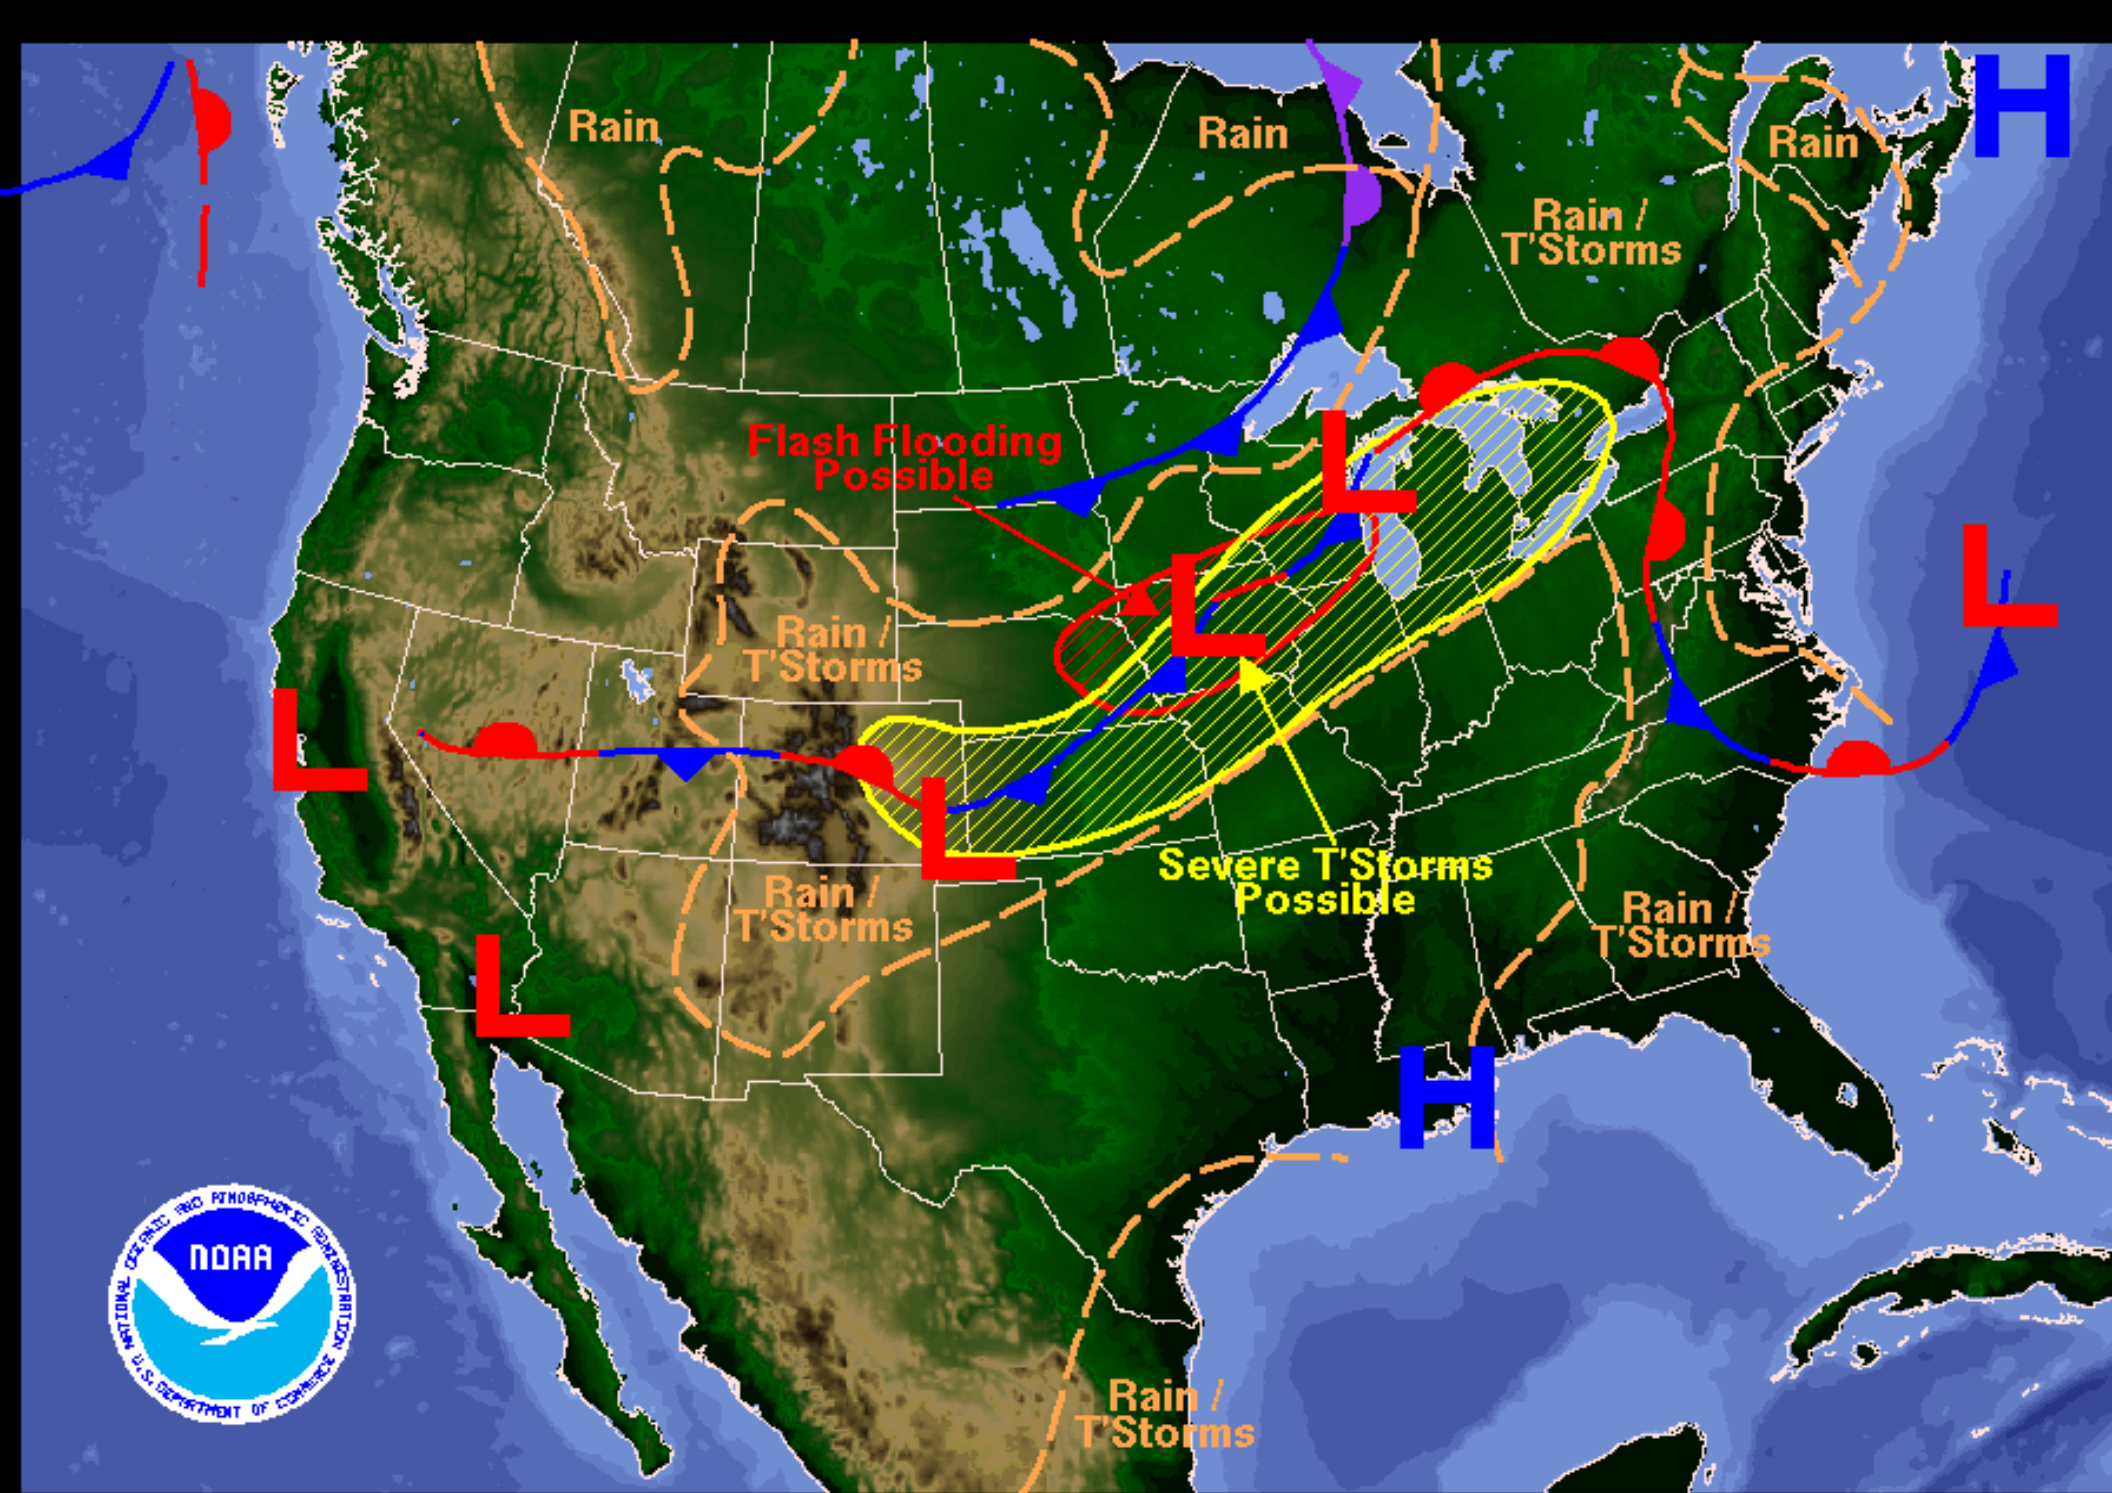 H
Rain
Rain
Rain
Rain /
T'Storms
Flash Flooding
Possible
L
L
L
Rain /
T'Storms
L
L
Severe T'Storms
Possible
Rain /
T'Storms
Rain /
T'Storms
L
H
NATIONAL OCEANIC AND ATMOSPHERIC ADMINISTRATION
NOAA
U.S. DEPARTMENT OF COMMERCE
Rain /
T'Storms